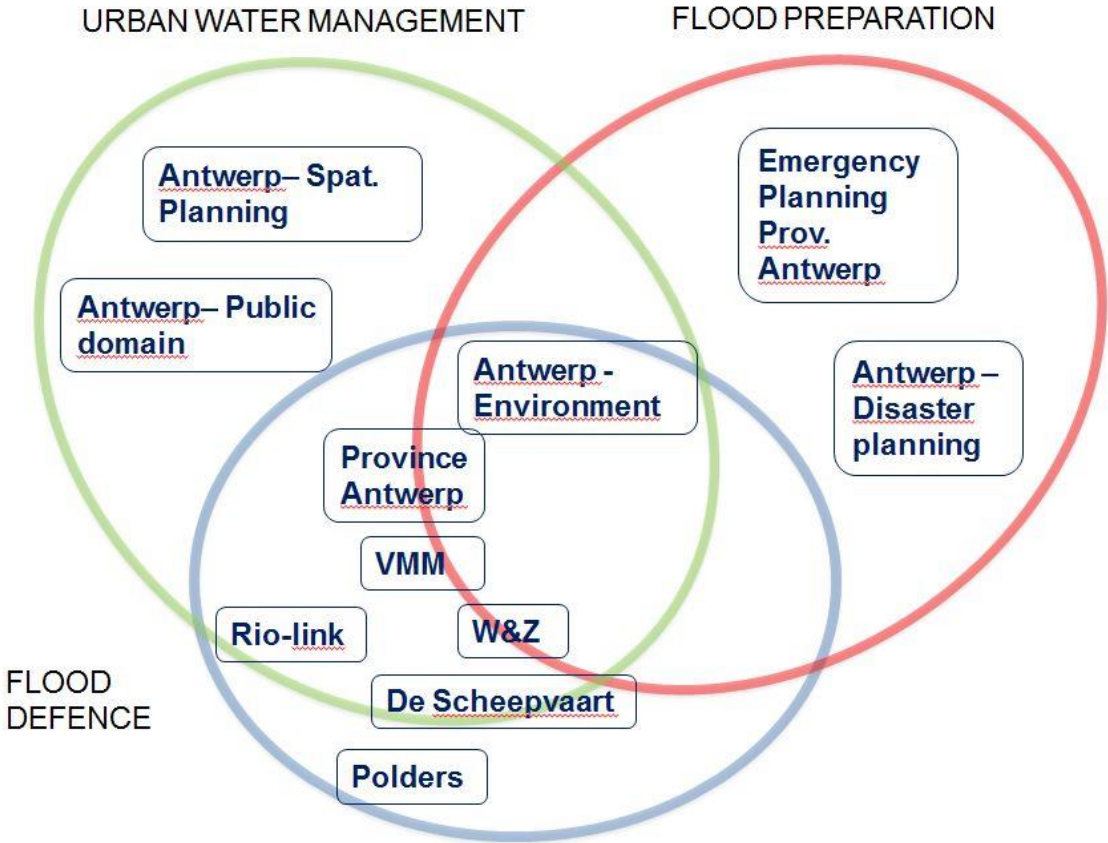 URBAN WATER MANAGEMENT
FLOOD PREPARATION
Antwerp– Spat.
Planning
Emergency
Planning
Prov.
Antwerp
Antwerp– Public
domain
Antwerp -
Environment
Antwerp –
Disaster
planning
Province
Antwerp
VMM
Rio-link
W&Z
FLOOD
DEFENCE
De Scheepvaart
Polders